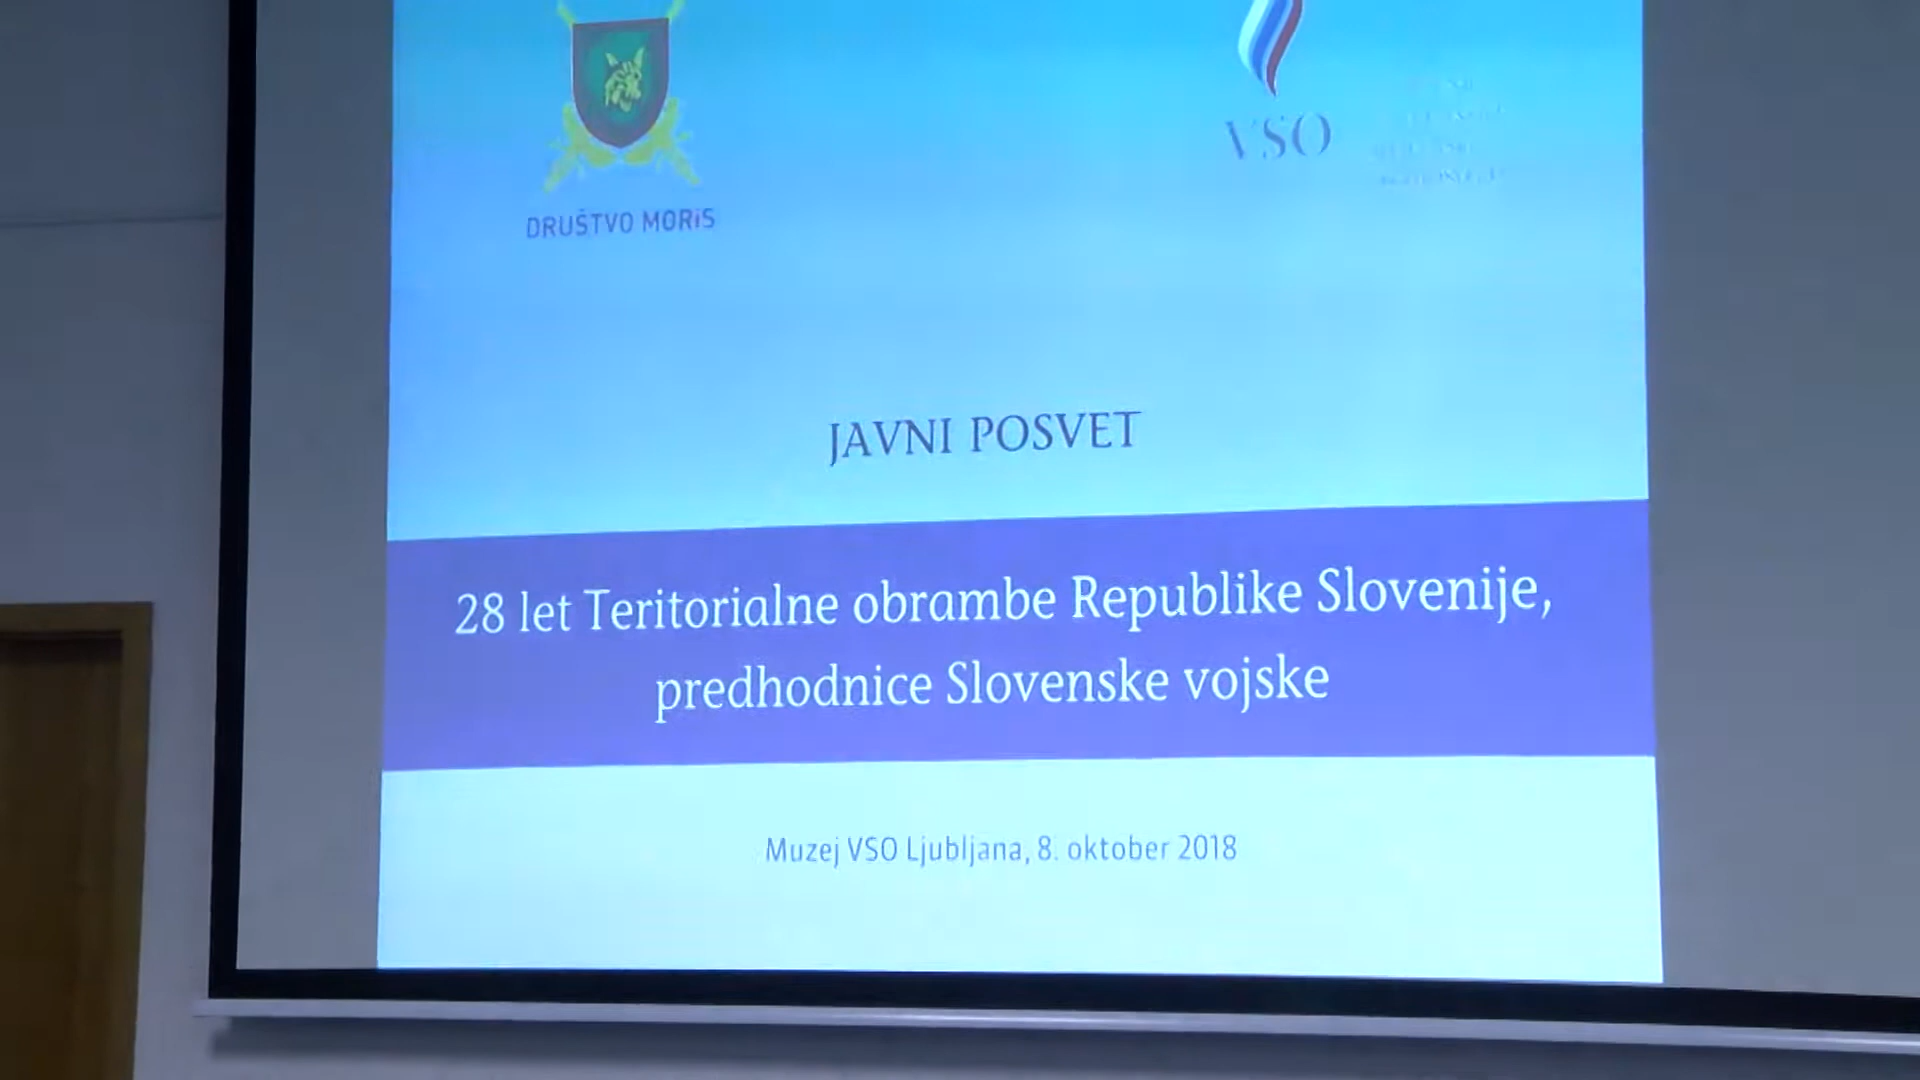 DRUŠTVO MORiS
VSO
JAVNI POSVET
28 let Teritorialne obrambe Republike Slovenije,
predhodnice Slovenske vojske
Muzej VSO Ljubljana, 8. oktober 2018